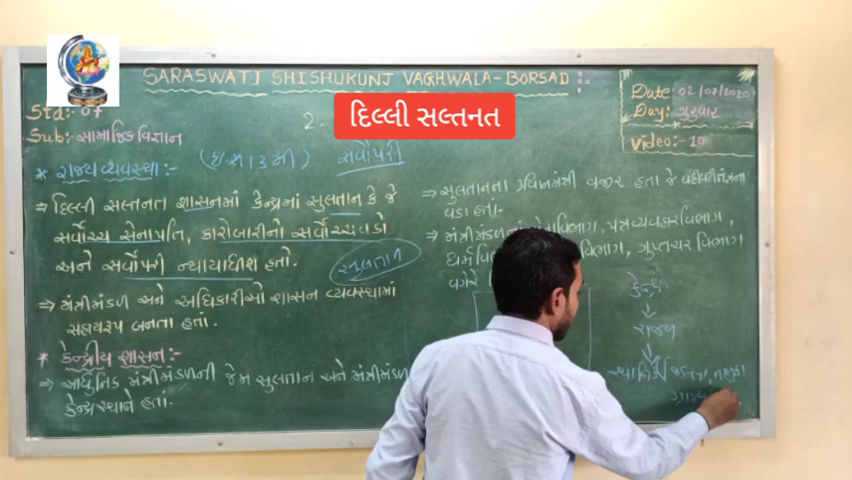 SARASWATI SHISHUKUNJ VAGHWALA-BORSAD
Std:- 07
Sub:- સામાજિક વિજ્ઞાન
2.
દિલ્લી સલ્તનત
Date: 02/07/2020
Day: ગુરુવાર
Video:- 10
* રાજ્ય વ્યવસ્થા :- સર્વોપરી
⇒ દિલ્લી સલ્તનત શાસનમાં કેન્દ્રમાં સુલતાન કે જે
સર્વોચ્ચ સેનાપતિ, કારોબારીનો સર્વોચ્ચવડો
અને સર્વોપરી ન્યાયાધીશ હતો.
સુલતાન
⇒ મંત્રીમંડળ અને અધિકારીઓ શાસન વ્યવસ્થામાં
સહાયરૂપ બનતા હતાં.
* કેન્દ્રીય શાસન:-
⇒ આધુનિક મંત્રીમંડળની જેમ સુલતાન અને મંત્રીમંડળ
કેન્દ્રસ્થાને હતા.
⇒ સુલતાનના પ્રધાનમંત્રી વજીર હતા જે વહીવટીતંત્રના
વડા હતાં.
⇒ મંત્રીમંડળનાં પત્રવ્યવહારવિભાગ,
વિભાગ, ગુપ્તચર વિભાગ
વગેરે
કેન્દ્ર
↓
રાજ્ય
↓
સ્થાનિક